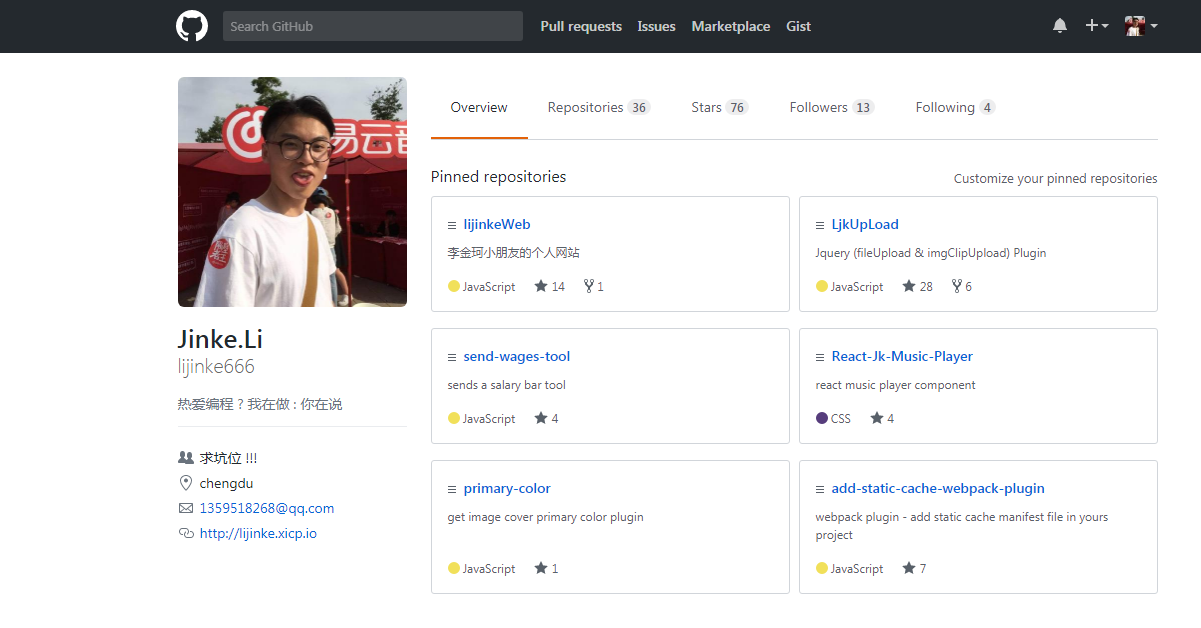 Search GitHub
Pull requests Issues Marketplace Gist
易云音
Jinke.Li
lijinke666
热爱编程 ? 我在做 : 你在说
求坑位 !!!
chengdu
1359518268@qq.com
http://lijinke.xicp.io
Overview Repositories 36 Stars 76 Followers 13 Following 4
Pinned repositories
Customize your pinned repositories
lijinkeWeb
李金珂小朋友的个人网站
JavaScript 14 1
LjkUpLoad
Jquery (fileUpload & imgClipUpload) Plugin
JavaScript 28 6
send-wages-tool
sends a salary bar tool
JavaScript 4
React-Jk-Music-Player
react music player component
CSS 4
primary-color
get image cover primary color plugin
JavaScript 1
add-static-cache-webpack-plugin
webpack plugin - add static cache manifest file in yours
project
JavaScript 7